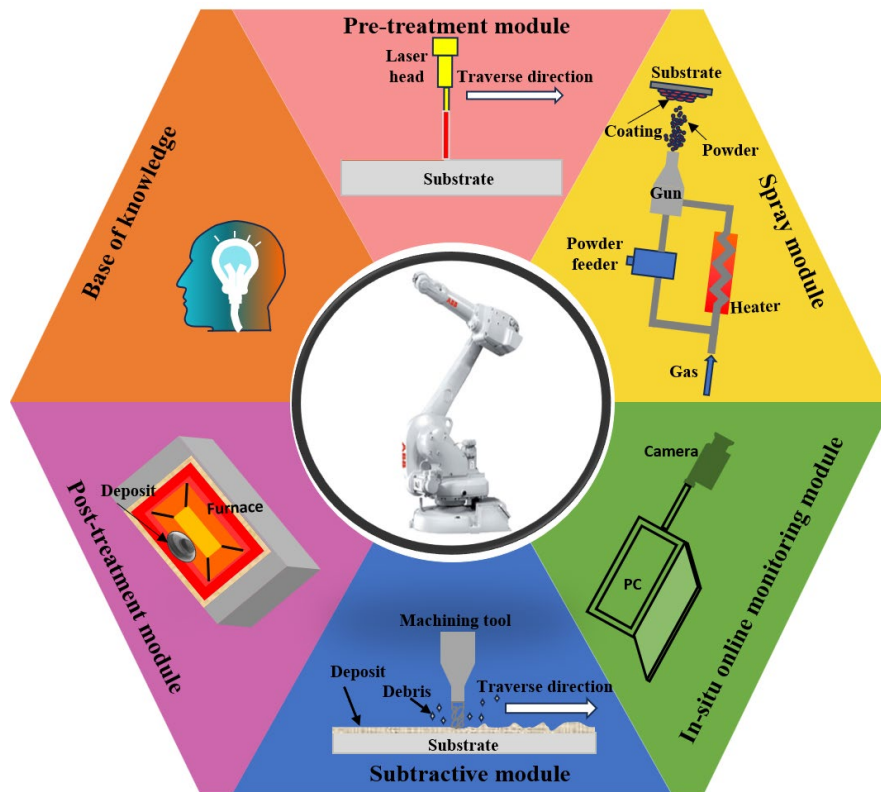 Pre-treatment module
Laser
head
Traverse direction
Substrate
Substrate
Coating
Powder
Gun
Powder
feeder
Heater
Gas
Spray module
Camera
PC
In-situ online monitoring module
Machining tool
Deposit
Debris
Traverse direction
Substrate
Subtractive module
Deposit
Furnace
Post-treatment module
Base of knowledge
ABB
ABB